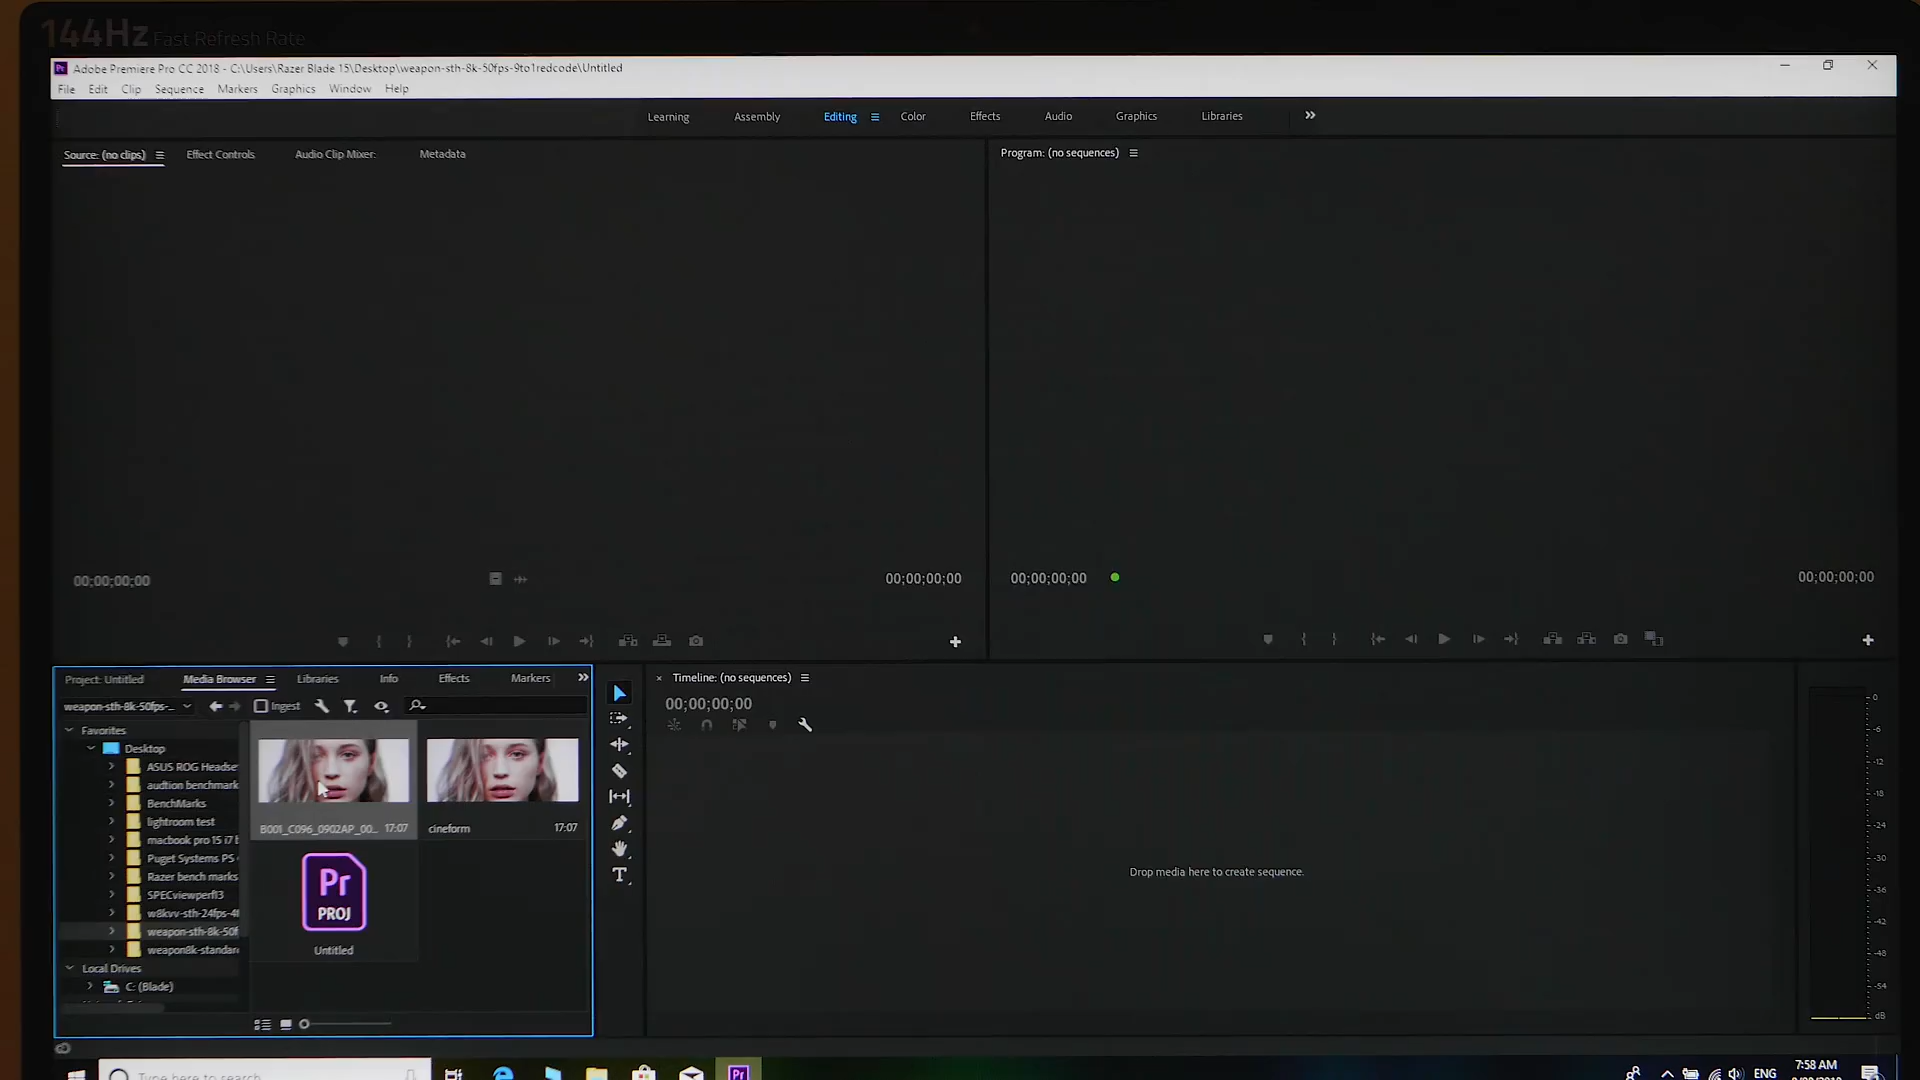 144Hz Fast Refresh Rate
Adobe Premiere Pro CC 2018 - C:\Users\Razer Blade 15\Desktop\weapon-sth-8k-50fps-9to1redcode\Untitled
File Edit Clip Sequence Markers Graphics Window Help
Learning Assembly Editing Color Effects Audio Graphics Libraries
Source: (no clips) Effect Controls Audio Clip Mixer: Metadata
Program: (no sequences)
00;00;00;00 00;00;00;00
00;00;00;00 00;00;00;00
Project: Untitled Media Browser Libraries Info Effects Markers
weapon-sth-8k-50fps-...
Ingest
Favorites
Desktop
ASUS ROG Headse
audtion benchmark
BenchMarks
lightroom test
macbook pro 15 i7 b
Puget Systems PS
Razer bench marks
SPECviewperf13
w8kvv-sth-24fps-4
weapon-sth-8k-50f
weapon8k-standar
Local Drives
C: (Blade)
B001_C096_0902AP_00... 17:07
cineform 17:07
Pr
PROJ
Untitled
T
Timeline: (no sequences)
00;00;00;00
Drop media here to create sequence.
0
-6
-12
-18
-24
-30
-36
-42
-48
-54
dB
Type here to search
Pr
ENG
7:58 AM